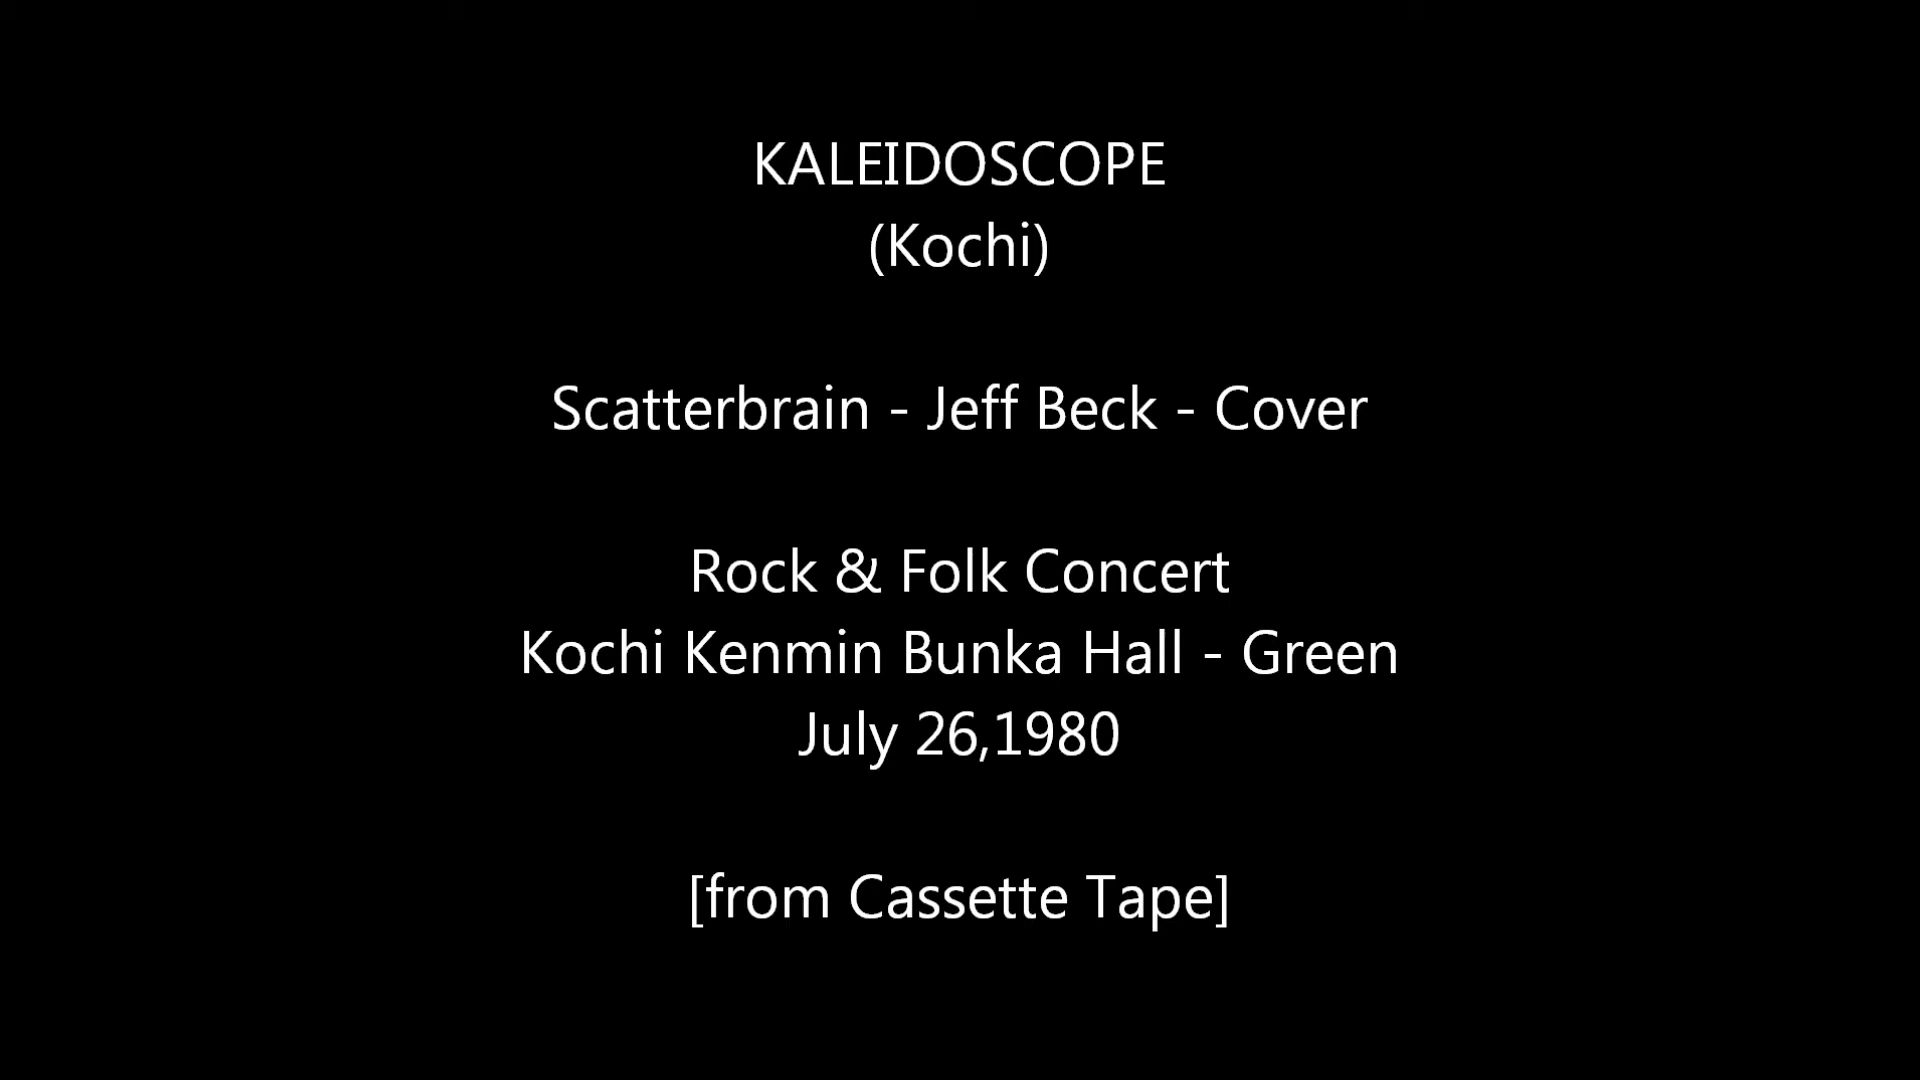 KALEIDOSCOPE
(Kochi)
Scatterbrain - Jeff Beck - Cover
Rock & Folk Concert
Kochi Kenmin Bunka Hall - Green
July 26,1980
[from Cassette Tape]